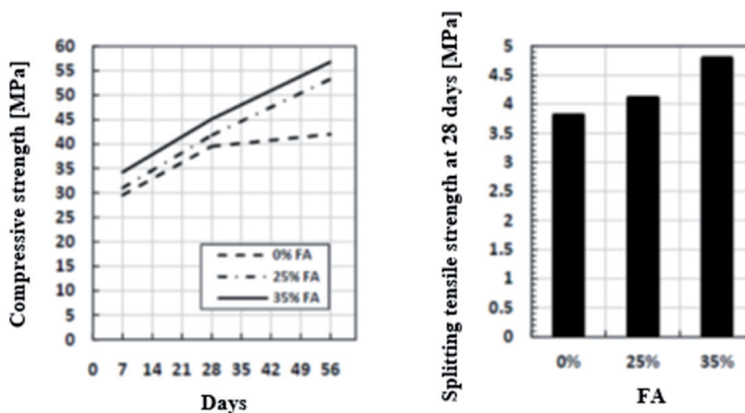 Compressive strength [MPa]
60
55
50
45
40
35
30
25
20
15
10
5
0
0 7 14 21 28 35 42 49 56
Days
0% FA
25% FA
35% FA
Splitting tensile strength at 28 days [MPa]
5
4.5
4
3.5
3
2.5
2
1.5
1
0.5
0
0% 25% 35%
FA